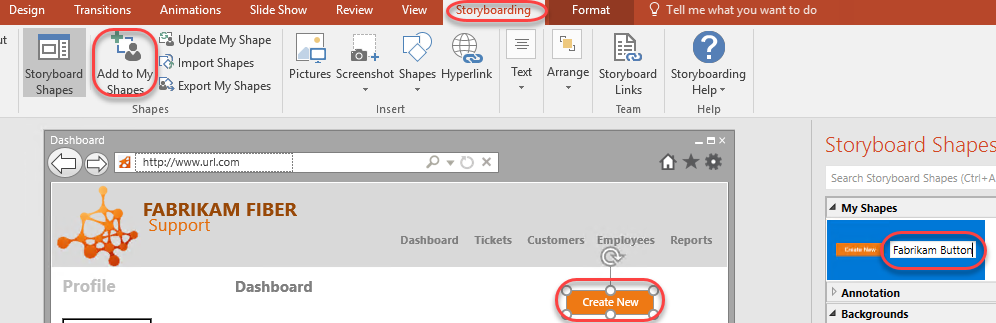 Design Transitions Animations Slide Show Review View Storyboarding Format Tell me what you want to do
Storyboard Shapes
Add to My Shapes
Update My Shape
Import Shapes
Export My Shapes
Shapes
Pictures Screenshot Shapes Hyperlink
Insert
Text
Arrange
Storyboard Links
Team
Storyboarding Help
Help
Dashboard
http://www.url.com
FABRIKAM FIBER
Support
Dashboard Tickets Customers Employees Reports
Profile
Dashboard
Create New
Storyboard Shapes
Search Storyboard Shapes (Ctrl+A
My Shapes
Create New Fabrikam Button
Annotation
Backgrounds